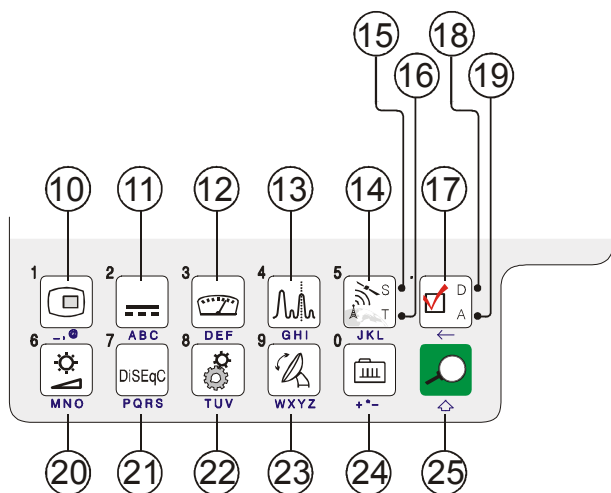 15 18
16 19
10 11 12 13 14 17
1 2 3 4 5
S D
T A
_,@ ABC DEF GHI JKL ←
6 7 8 9 0
DiSEqC
MNO PQRS TUV WXYZ +*-
20 21 22 23 24 25